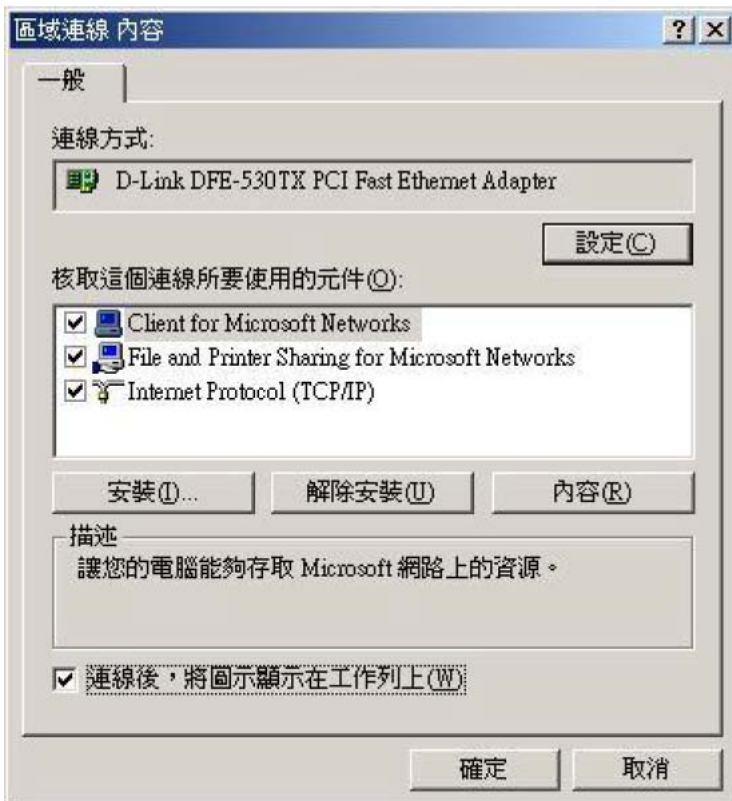 區域連線 內容
一般
連線方式:
D-Link DFE-530TX PCI Fast Ethernet Adapter
設定(C)
核取這個連線所要使用的元件(O):
Client for Microsoft Networks
File and Printer Sharing for Microsoft Networks
Internet Protocol (TCP/IP)
安裝(I)... 解除安裝(U) 內容(R)
描述
讓您的電腦能夠存取 Microsoft 網路上的資源。
連線後，將圖示顯示在工作列上(W)
確定 取消